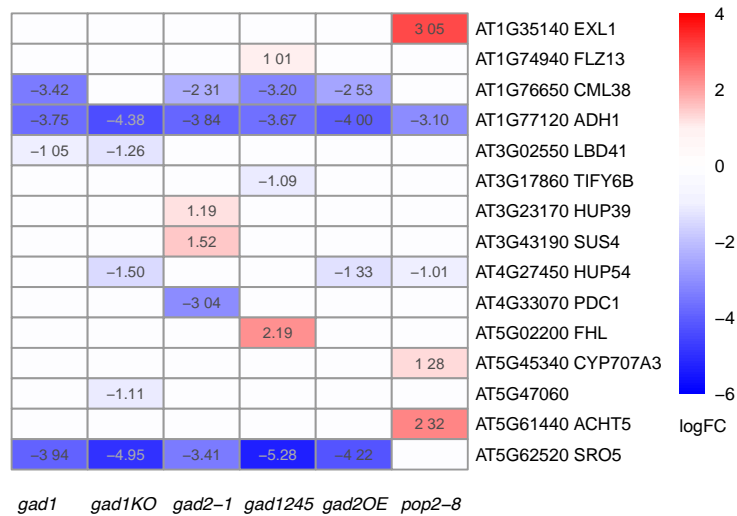 4
3 05 AT1G35140 EXL1
1 01 AT1G74940 FLZ13
−3.42 −2 31 −3.20 −2 53 AT1G76650 CML38
2
−3.75 −4.38 −3 84 −3.67 −4 00 −3.10 AT1G77120 ADH1
−1 05 −1.26 AT3G02550 LBD41
0
−1.09 AT3G17860 TIFY6B
1.19 AT3G23170 HUP39
1.52 AT3G43190 SUS4
−2
−1.50 −1 33 −1.01 AT4G27450 HUP54
−3 04 AT4G33070 PDC1
−4
2.19 AT5G02200 FHL
1 28 AT5G45340 CYP707A3
−1.11 AT5G47060
−6
2 32 AT5G61440 ACHT5
logFC
−3 94 −4.95 −3.41 −5.28 −4 22 AT5G62520 SRO5
gad1 gad1KO gad2−1 gad1245 gad2OE pop2−8